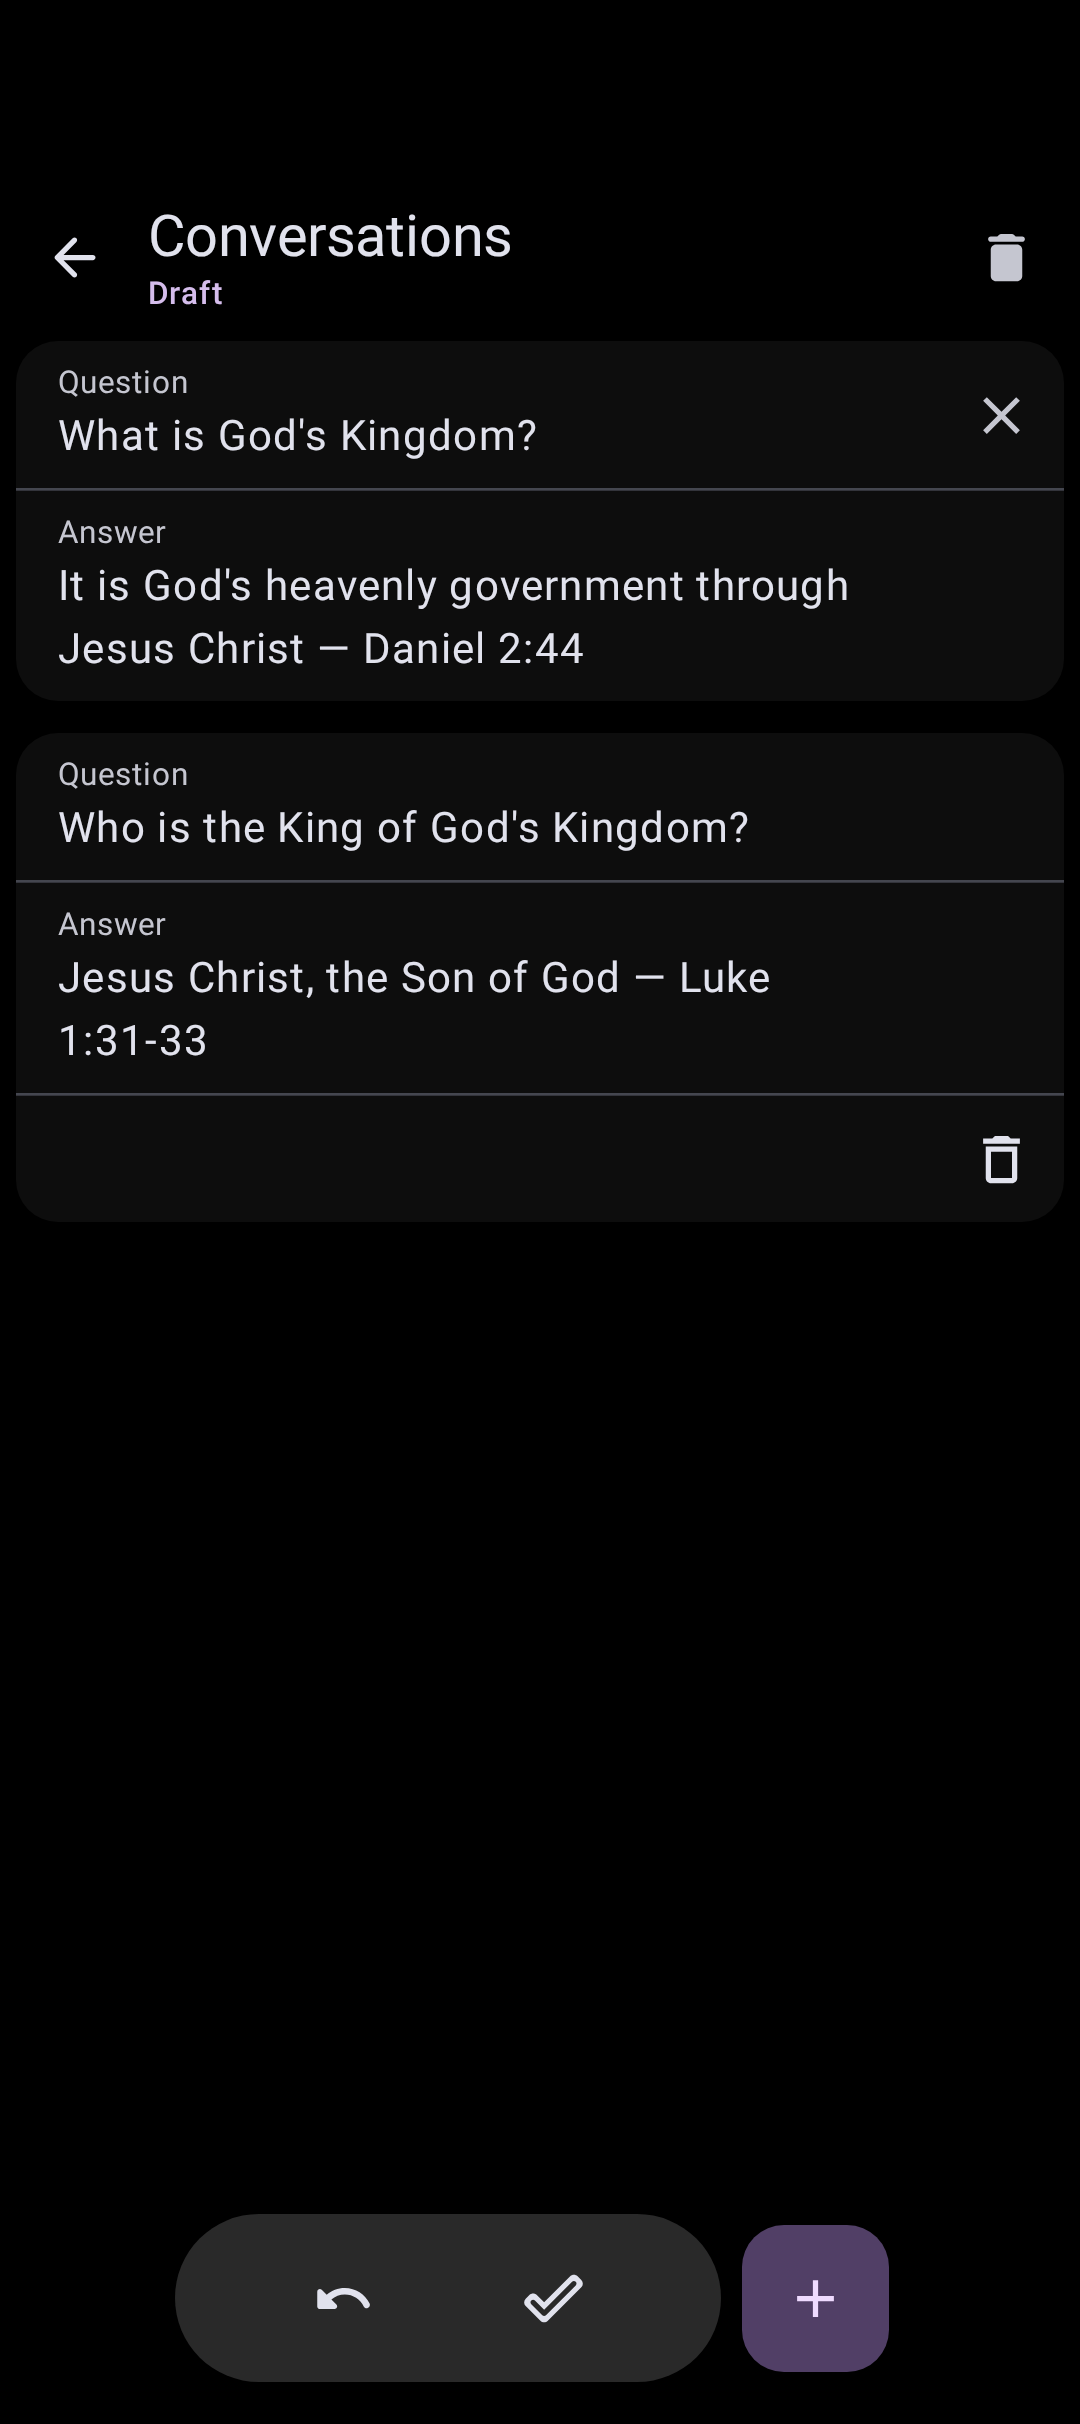 Conversations
Draft
Question
What is God's Kingdom?
Answer
It is God's heavenly government through
Jesus Christ — Daniel 2:44
Question
Who is the King of God's Kingdom?
Answer
Jesus Christ, the Son of God — Luke
1:31-33